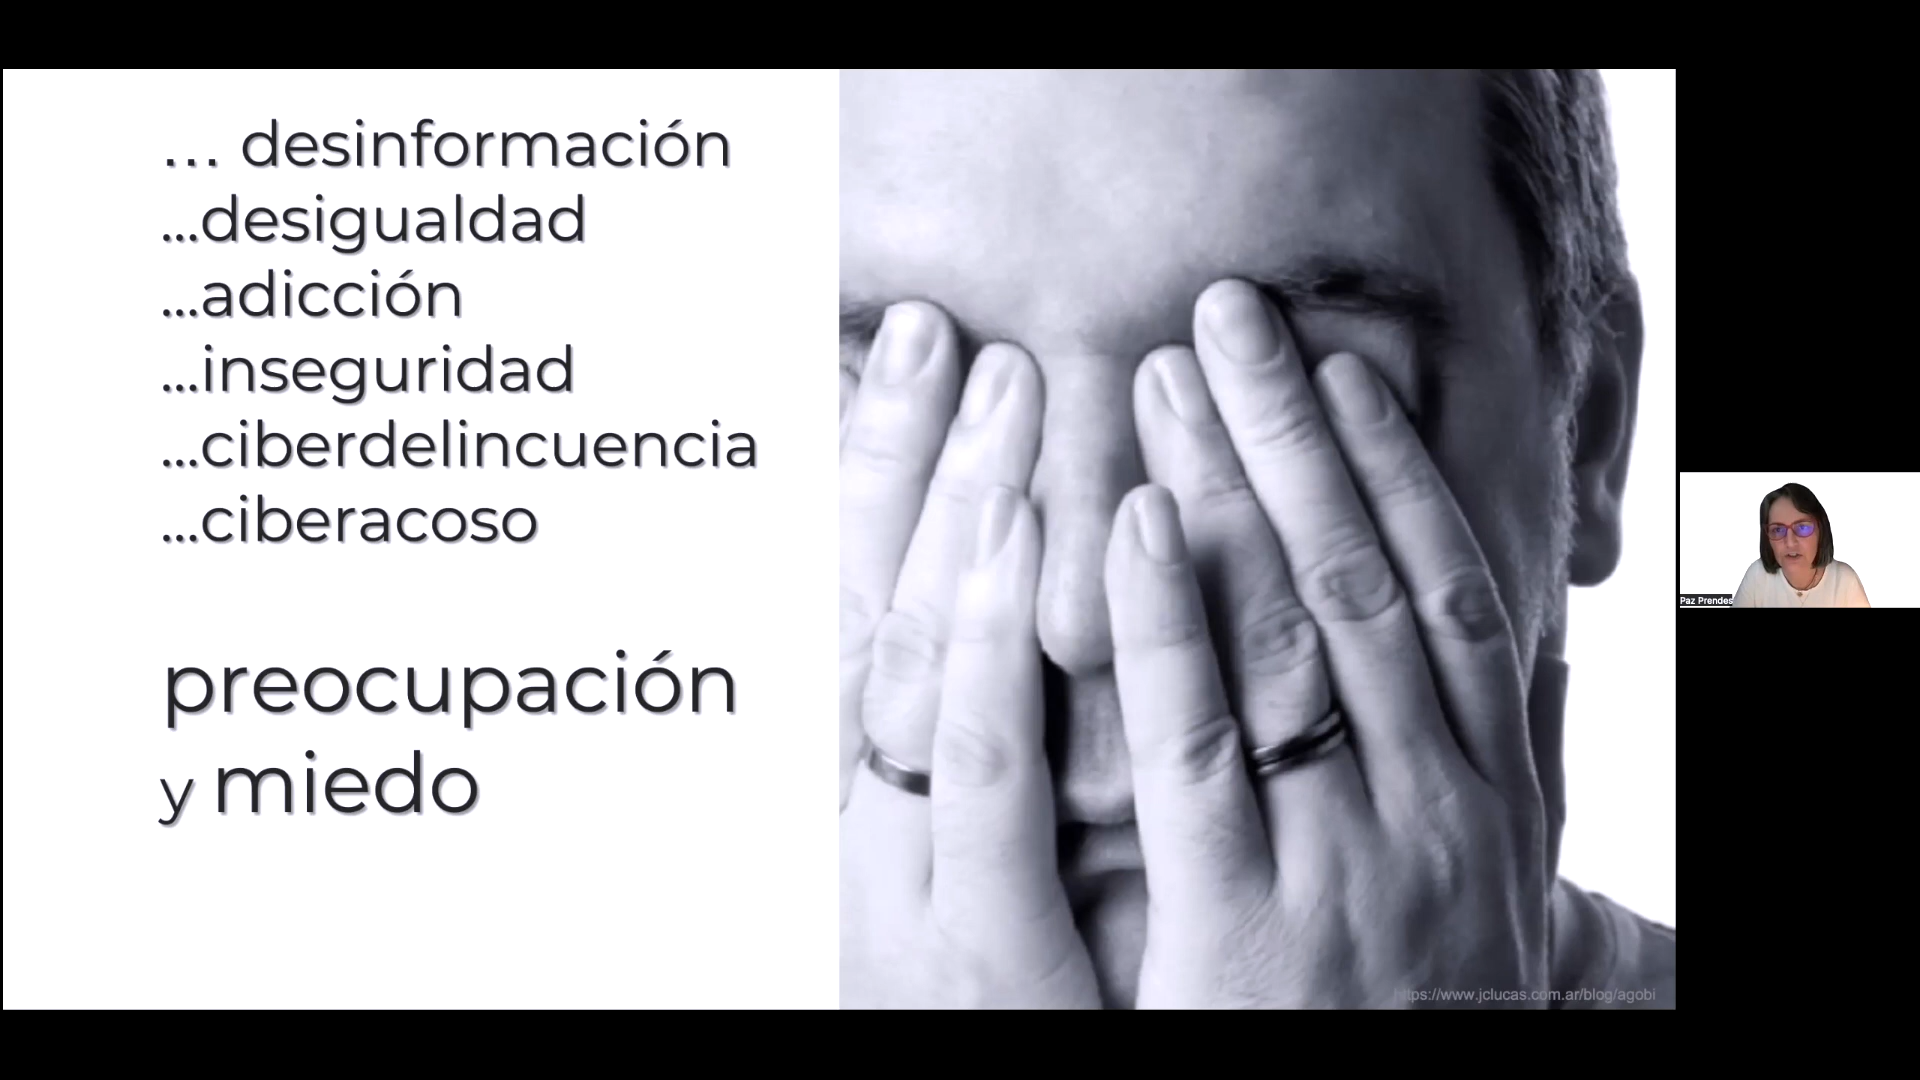 ... desinformación
...desigualdad
...adicción
...inseguridad
...ciberdelincuencia
...ciberacoso
preocupación
y miedo
https://www.jclucas.com.ar/blog/agobi
Paz Prendes